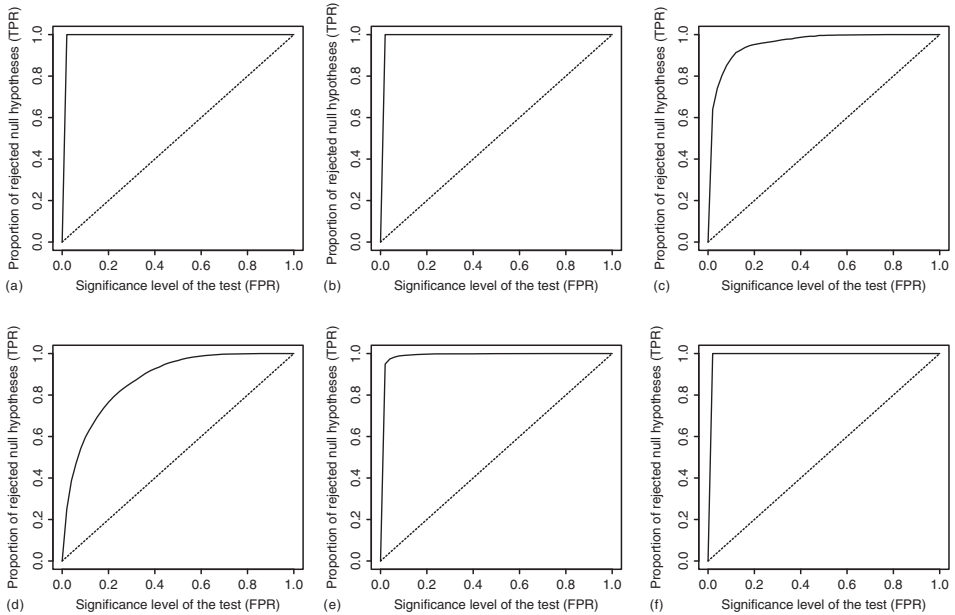 Proportion of rejected null hypotheses (TPR)
1.0
0.8
0.6
0.4
0.2
0.0
0.0 0.2 0.4 0.6 0.8 1.0
(a) Significance level of the test (FPR)
Proportion of rejected null hypotheses (TPR)
1.0
0.8
0.6
0.4
0.2
0.0
0.0 0.2 0.4 0.6 0.8 1.0
(b) Significance level of the test (FPR)
Proportion of rejected null hypotheses (TPR)
1.0
0.8
0.6
0.4
0.2
0.0
0.0 0.2 0.4 0.6 0.8 1.0
(c) Significance level of the test (FPR)
Proportion of rejected null hypotheses (TPR)
1.0
0.8
0.6
0.4
0.2
0.0
0.0 0.2 0.4 0.6 0.8 1.0
(d) Significance level of the test (FPR)
Proportion of rejected null hypotheses (TPR)
1.0
0.8
0.6
0.4
0.2
0.0
0.0 0.2 0.4 0.6 0.8 1.0
(e) Significance level of the test (FPR)
Proportion of rejected null hypotheses (TPR)
1.0
0.8
0.6
0.4
0.2
0.0
0.0 0.2 0.4 0.6 0.8 1.0
(f) Significance level of the test (FPR)